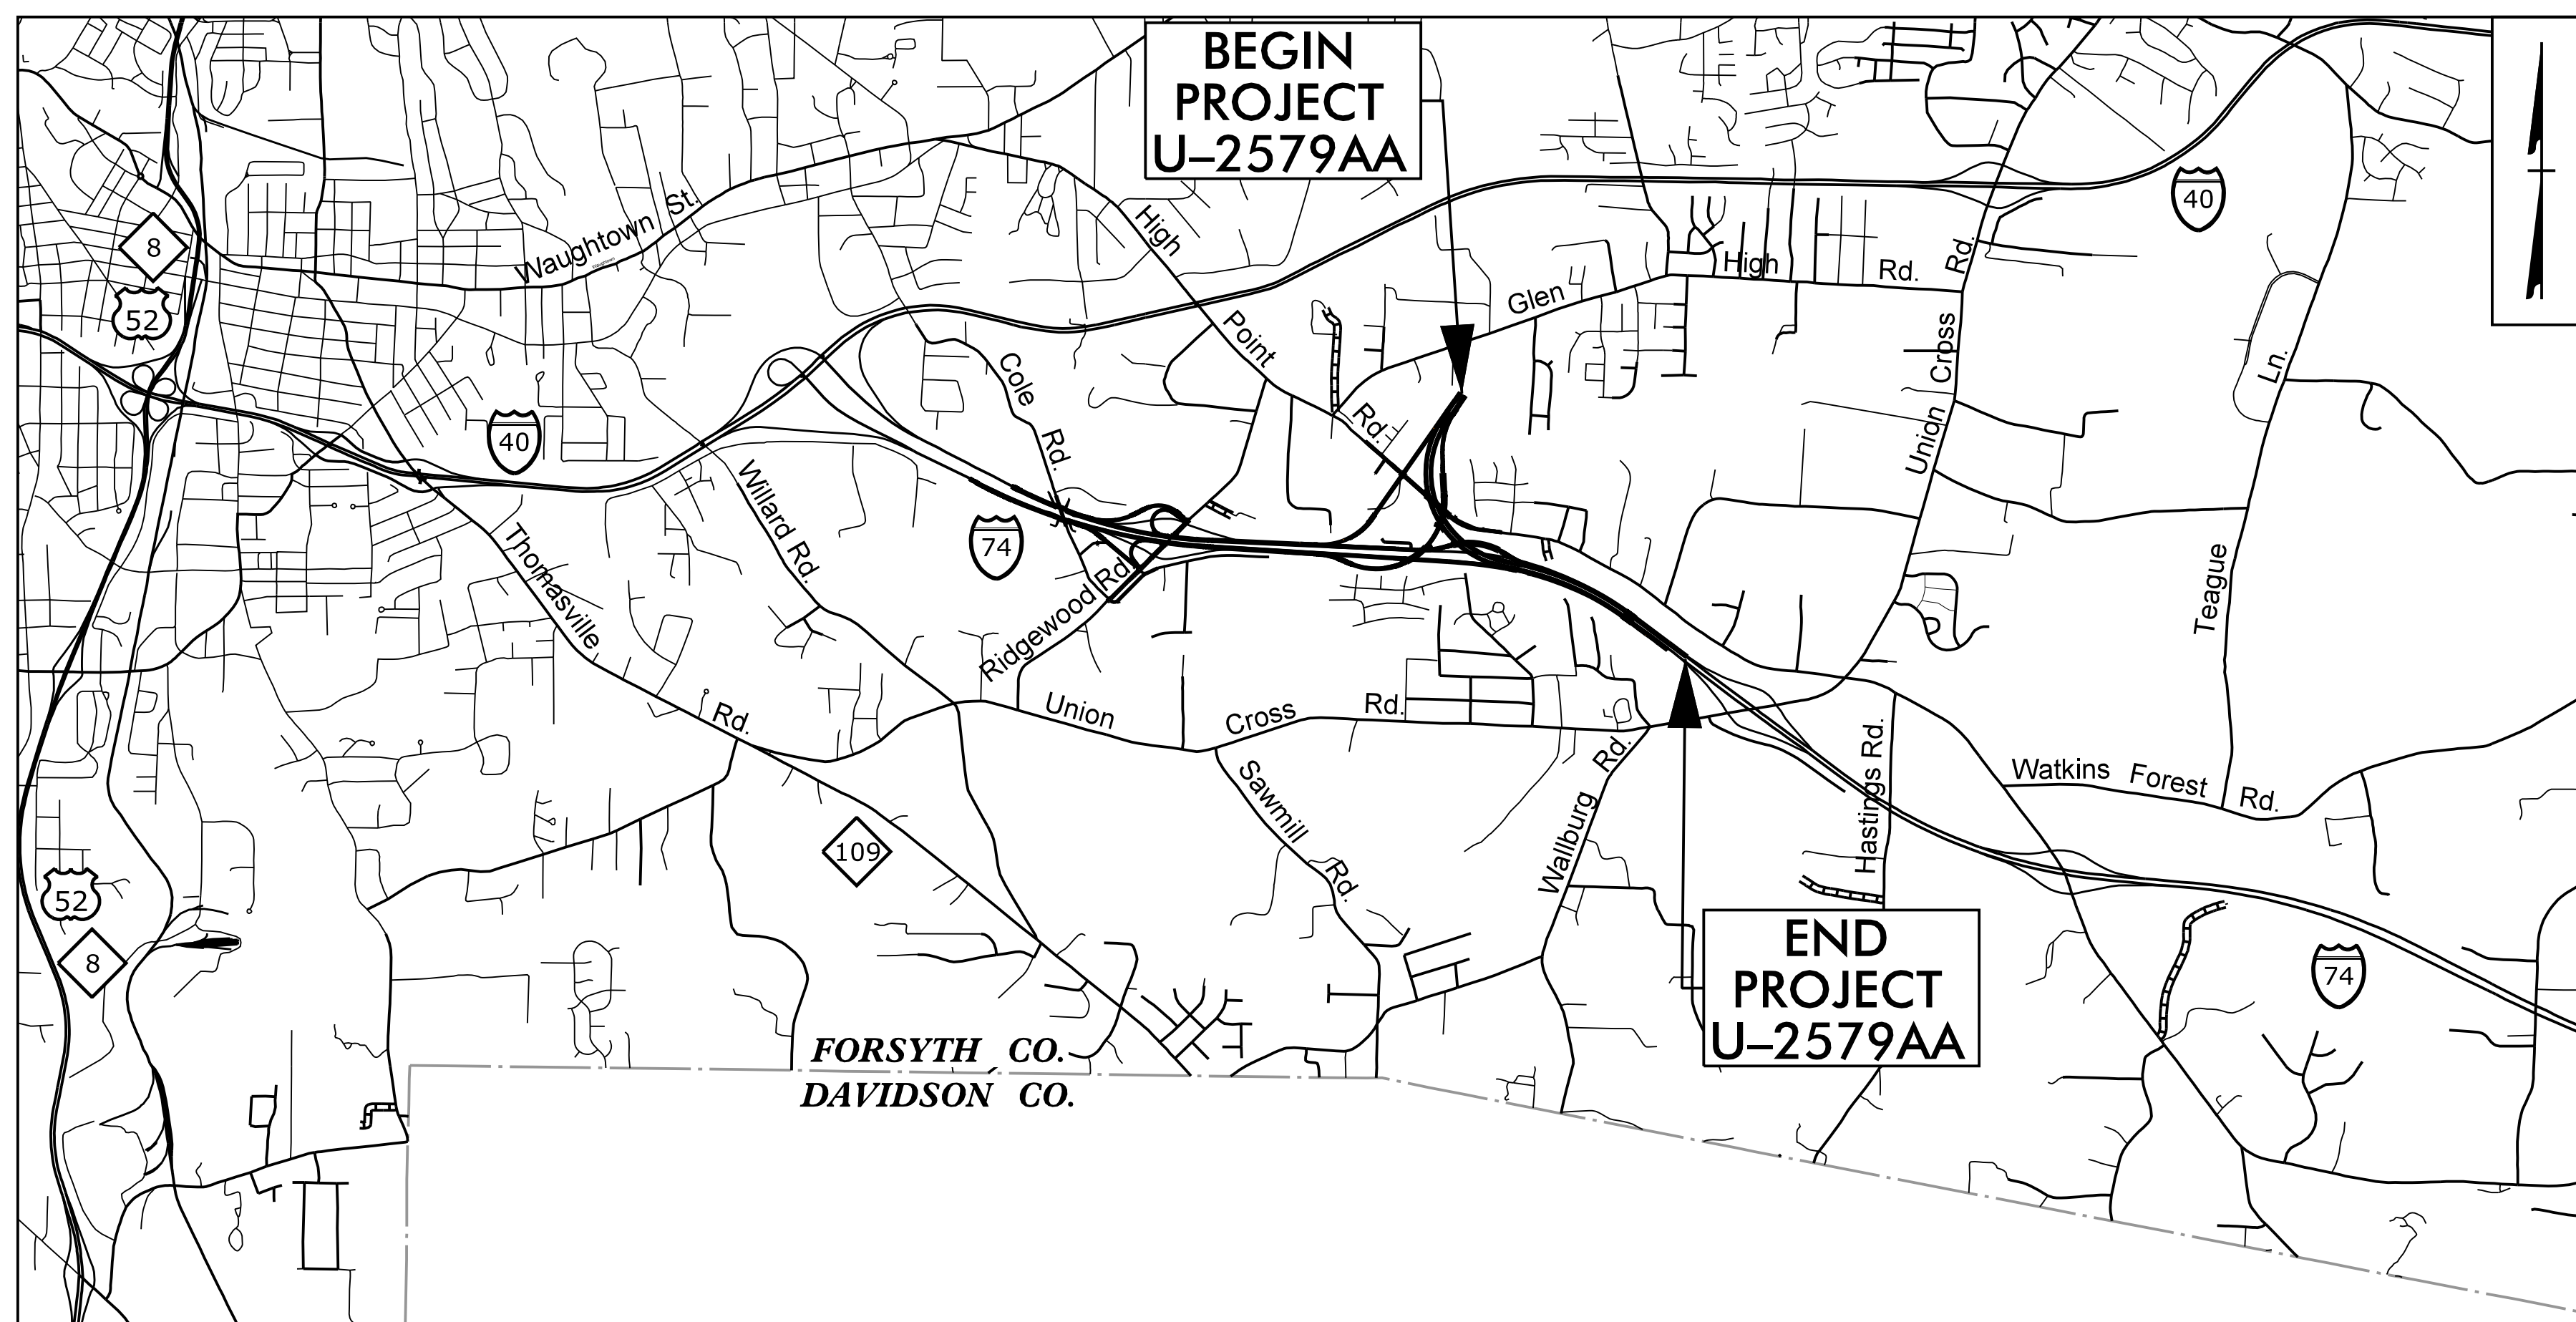 BEGIN
PROJECT
U–2579AA
8
52
Waughtown St.
High
Point
Rd.
Glen
High
Rd.
Union
Cross
Rd.
40
40
Cole
Rd.
Willard Rd.
74
Ridgewood Rd.
Thomasville
Rd.
Union
Cross
Rd.
Teague
Ln.
Sawmill
Rd.
Wallburg
Rd.
Hastings Rd.
Watkins
Forest
Rd.
109
52
8
END
PROJECT
U–2579AA
74
FORSYTH CO.
DAVIDSON CO.